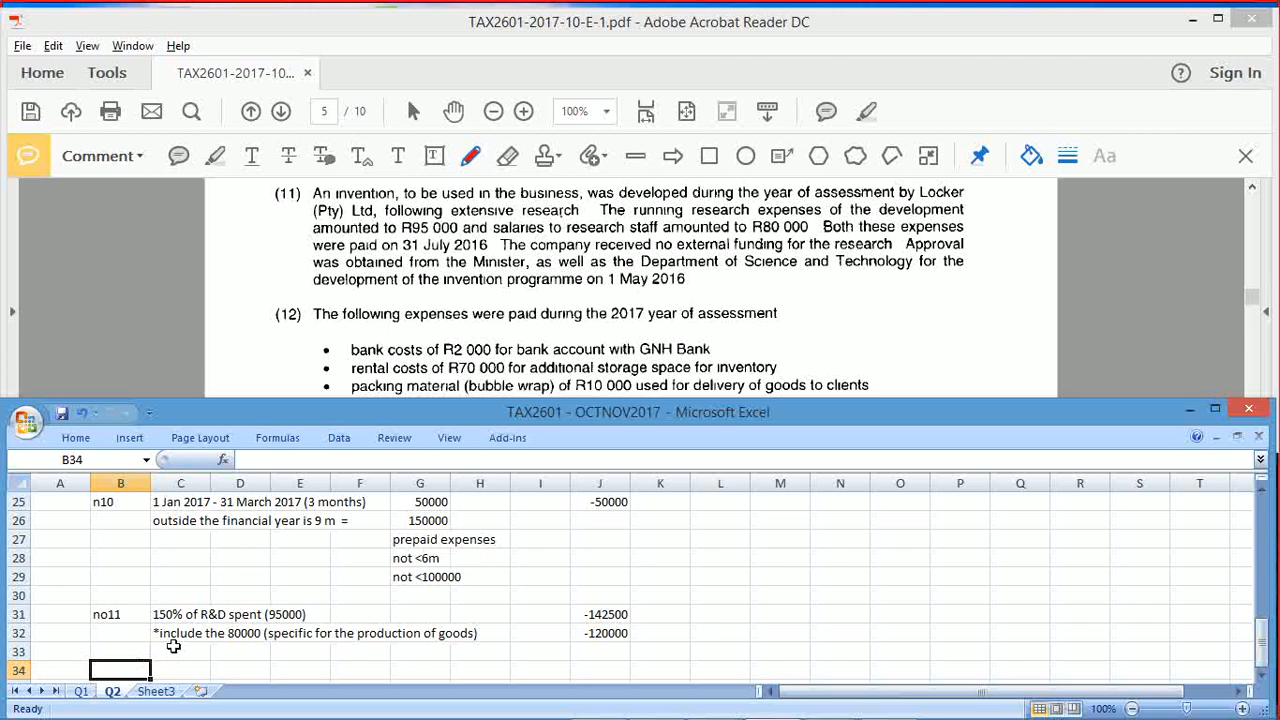 TAX2601-2017-10-E-1.pdf - Adobe Acrobat Reader DC
File Edit View Window Help
Home Tools TAX2601-2017-10... × Sign In
5 / 10 100%
Comment Aa
(11) An invention, to be used in the business, was developed during the year of assessment by Locker
(Pty) Ltd, following extensive research The running research expenses of the development
amounted to R95 000 and salaries to research staff amounted to R80 000 Both these expenses
were paid on 31 July 2016 The company received no external funding for the research Approval
was obtained from the Minister, as well as the Department of Science and Technology for the
development of the invention programme on 1 May 2016
(12) The following expenses were paid during the 2017 year of assessment
• bank costs of R2 000 for bank account with GNH Bank
• rental costs of R70 000 for additional storage space for inventory
• packing material (bubble wrap) of R10 000 used for delivery of goods to clients
TAX2601 - OCTNOV2017 - Microsoft Excel
Home Insert Page Layout Formulas Data Review View Add-Ins
B34 fx
A B C D E F G H I J K L M N O P Q R S T
25 n10 1 Jan 2017 - 31 March 2017 (3 months) 50000 -50000
26 outside the financial year is 9 m = 150000
27 prepaid expenses
28 not <6m
29 not <100000
30
31 no11 150% of R&D spent (95000) -142500
32 *include the 80000 (specific for the production of goods) -120000
33
34
Q1 Q2 Sheet3
Ready 100%